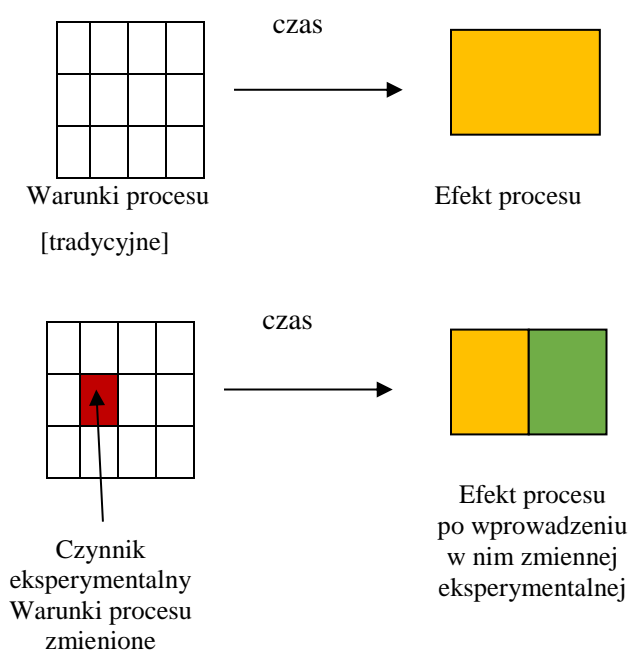 czas
Warunki procesu
[tradycyjne]
Efekt procesu
czas
Czynnik
eksperymentalny
Warunki procesu
zmienione
Efekt procesu
po wprowadzeniu
w nim zmiennej
eksperymentalnej